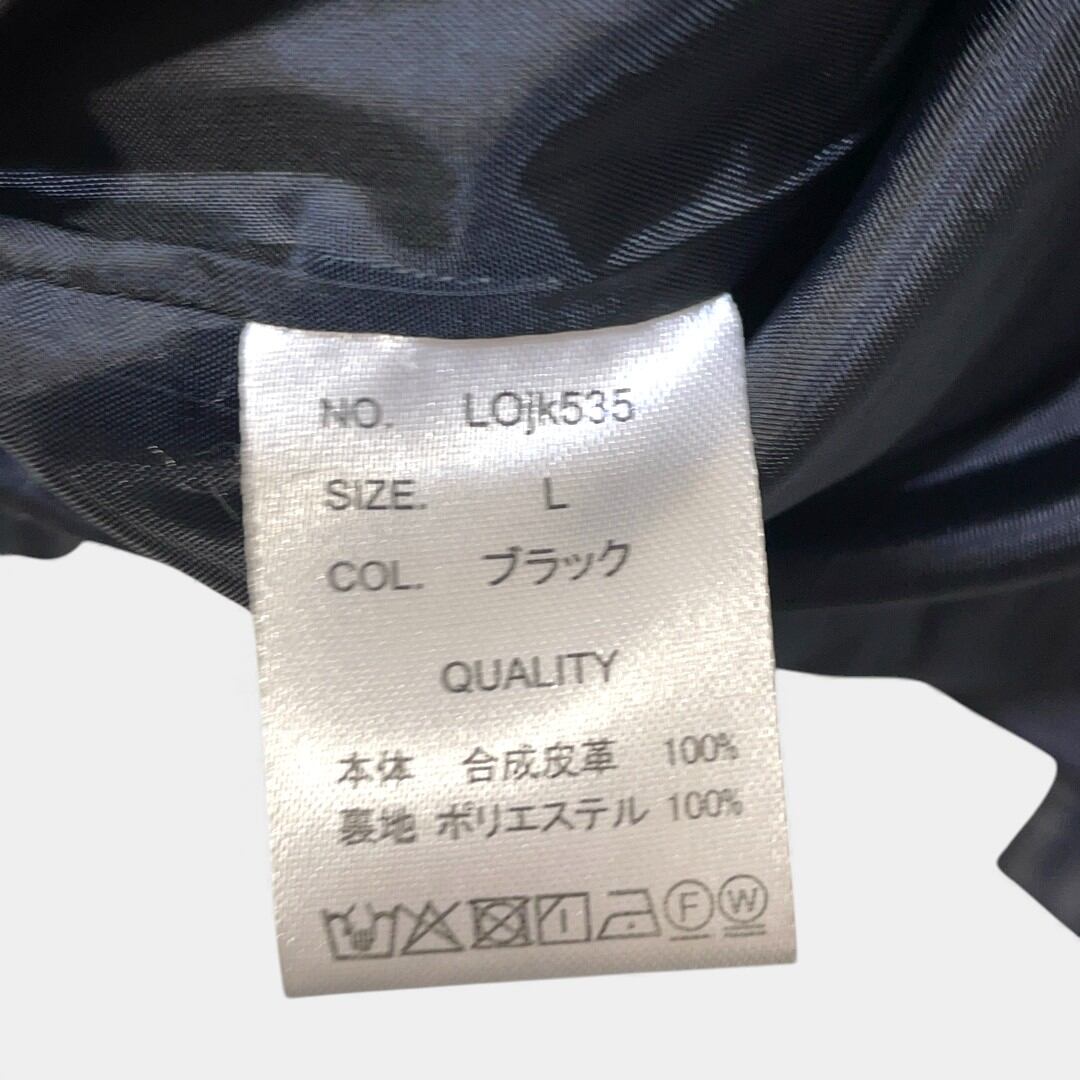 NO. LOjk535
SIZE. L
COL. ブラック
QUALITY
本体 合成皮革 100%
裏地 ポリエステル 100%
F W